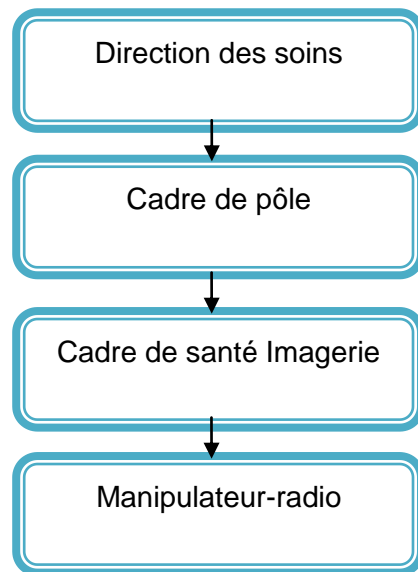 Direction des soins
Cadre de pôle
Cadre de santé Imagerie
Manipulateur-radio